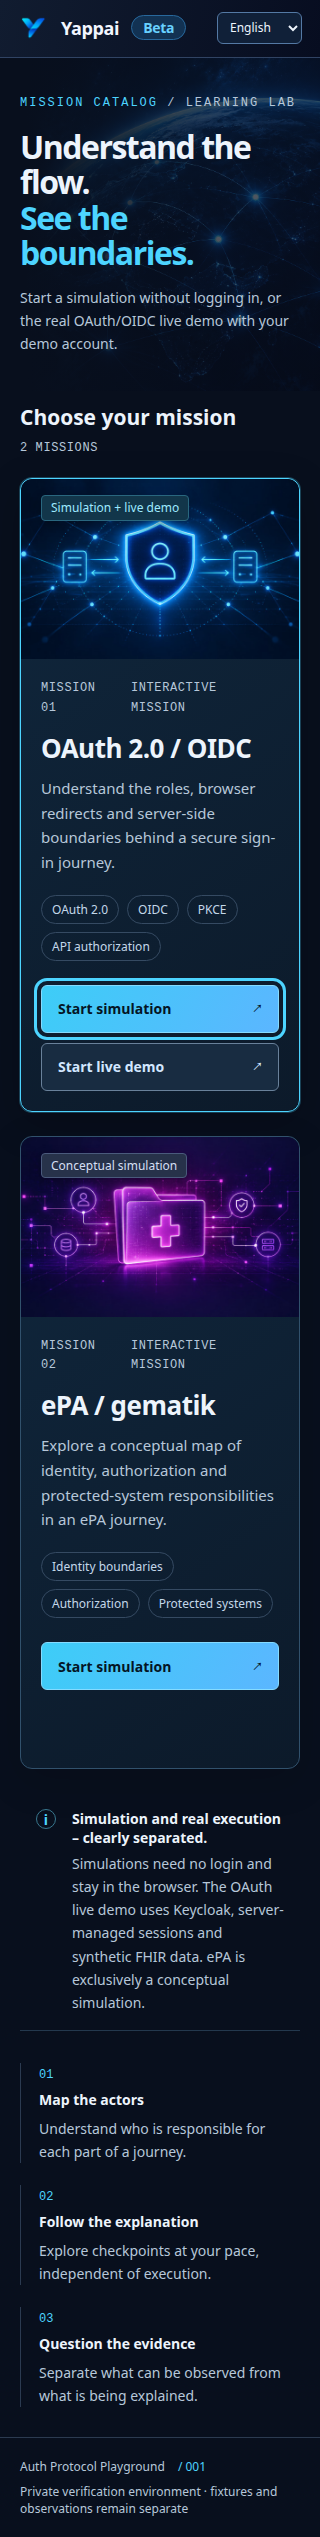 Yappai Beta English
MISSION CATALOG / LEARNING LAB
Understand the
flow.
See the
boundaries.
Start a simulation without logging in, or
the real OAuth/OIDC live demo with your
demo account.
Choose your mission
2 MISSIONS
Simulation + live demo
MISSION INTERACTIVE
01 MISSION
OAuth 2.0 / OIDC
Understand the roles, browser
redirects and server-side
boundaries behind a secure sign-
in journey.
OAuth 2.0 OIDC PKCE
API authorization
Start simulation ↗
Start live demo ↗
Conceptual simulation
MISSION INTERACTIVE
02 MISSION
ePA / gematik
Explore a conceptual map of
identity, authorization and
protected-system responsibilities
in an ePA journey.
Identity boundaries
Authorization Protected systems
Start simulation ↗
i Simulation and real execution
– clearly separated.
Simulations need no login and
stay in the browser. The OAuth
live demo uses Keycloak, server-
managed sessions and
synthetic FHIR data. ePA is
exclusively a conceptual
simulation.
01
Map the actors
Understand who is responsible for
each part of a journey.
02
Follow the explanation
Explore checkpoints at your pace,
independent of execution.
03
Question the evidence
Separate what can be observed from
what is being explained.
Auth Protocol Playground / 001
Private verification environment · fixtures and
observations remain separate